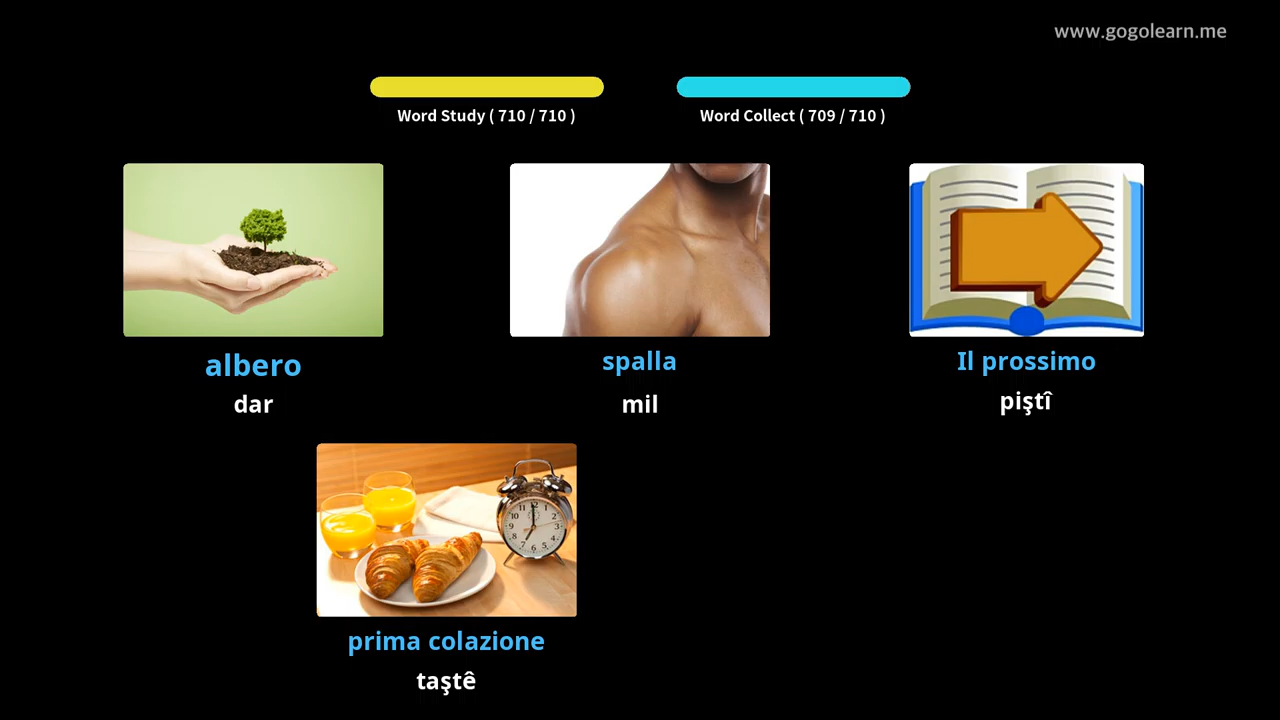 www.gogolearn.me
Word Study ( 710 / 710 )
Word Collect ( 709 / 710 )
albero
dar
spalla
mil
Il prossimo
piştî
prima colazione
taştê